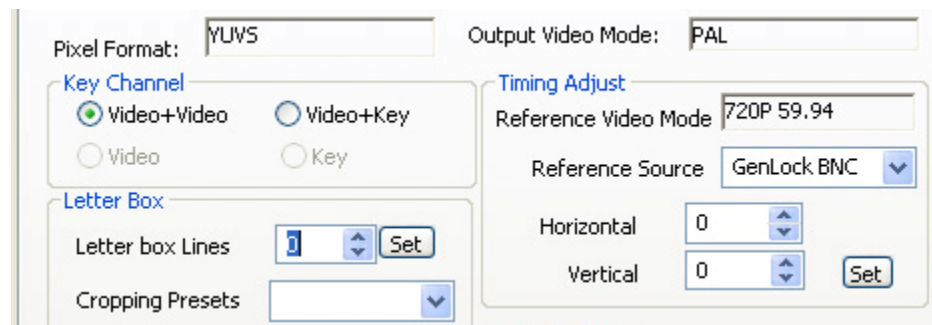 Pixel Format: YUVS
Output Video Mode: PAL
Key Channel
Video+Video Video+Key
Video Key
Timing Adjust
Reference Video Mode 720P 59.94
Reference Source GenLock BNC
Horizontal 0
Vertical 0 Set
Letter Box
Letter box Lines 0 Set
Cropping Presets